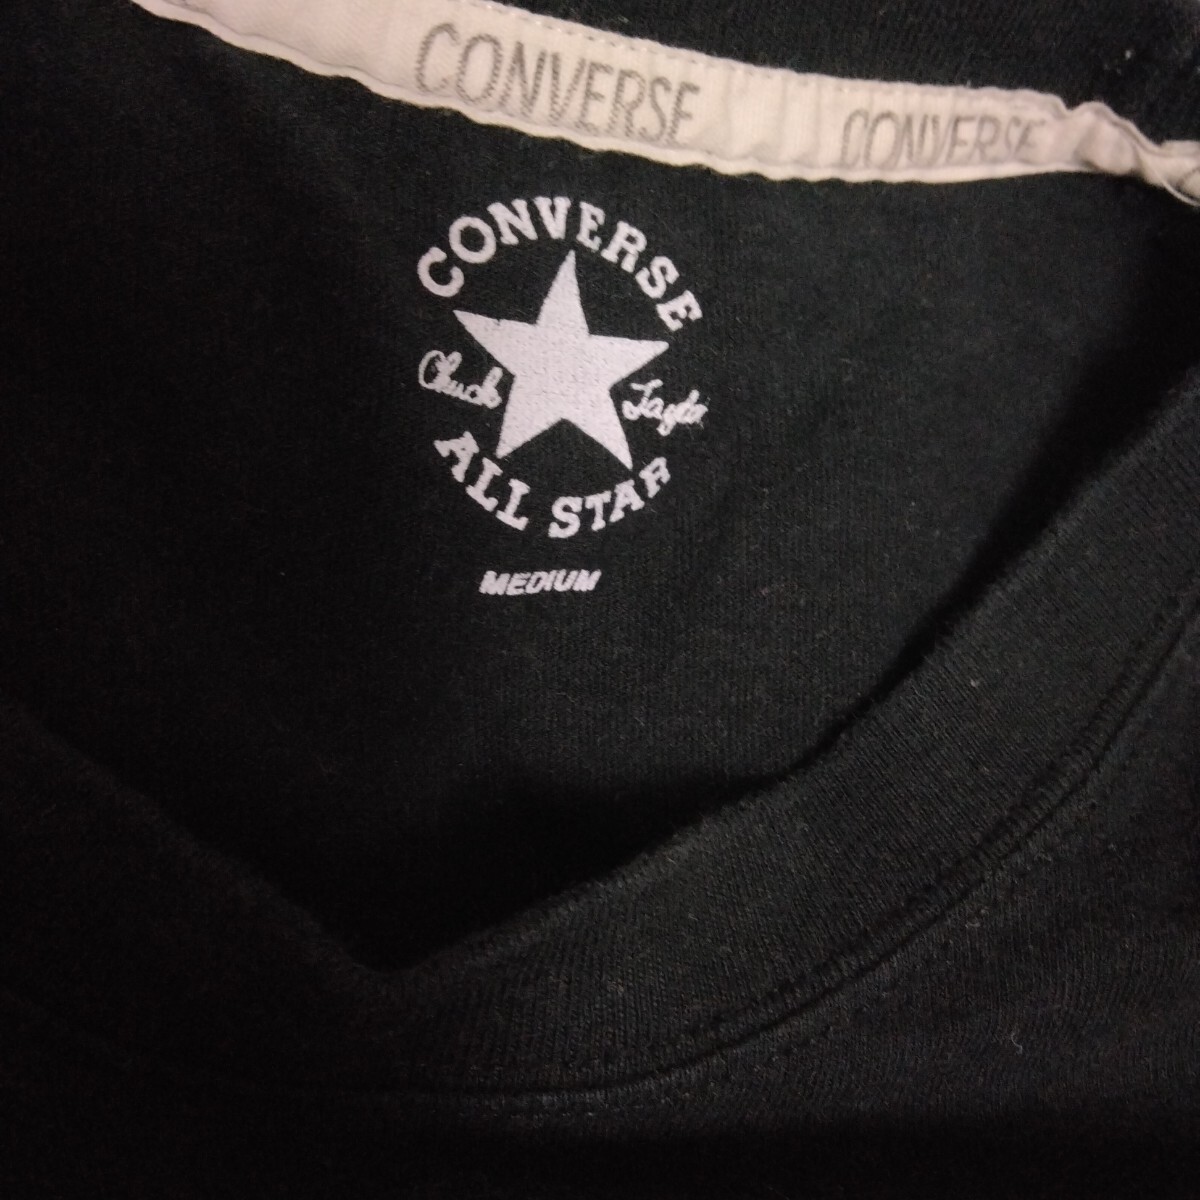 CONVERSE CONVERSE
CONVERSE
Chuck Taylor
ALL STAR
MEDIUM